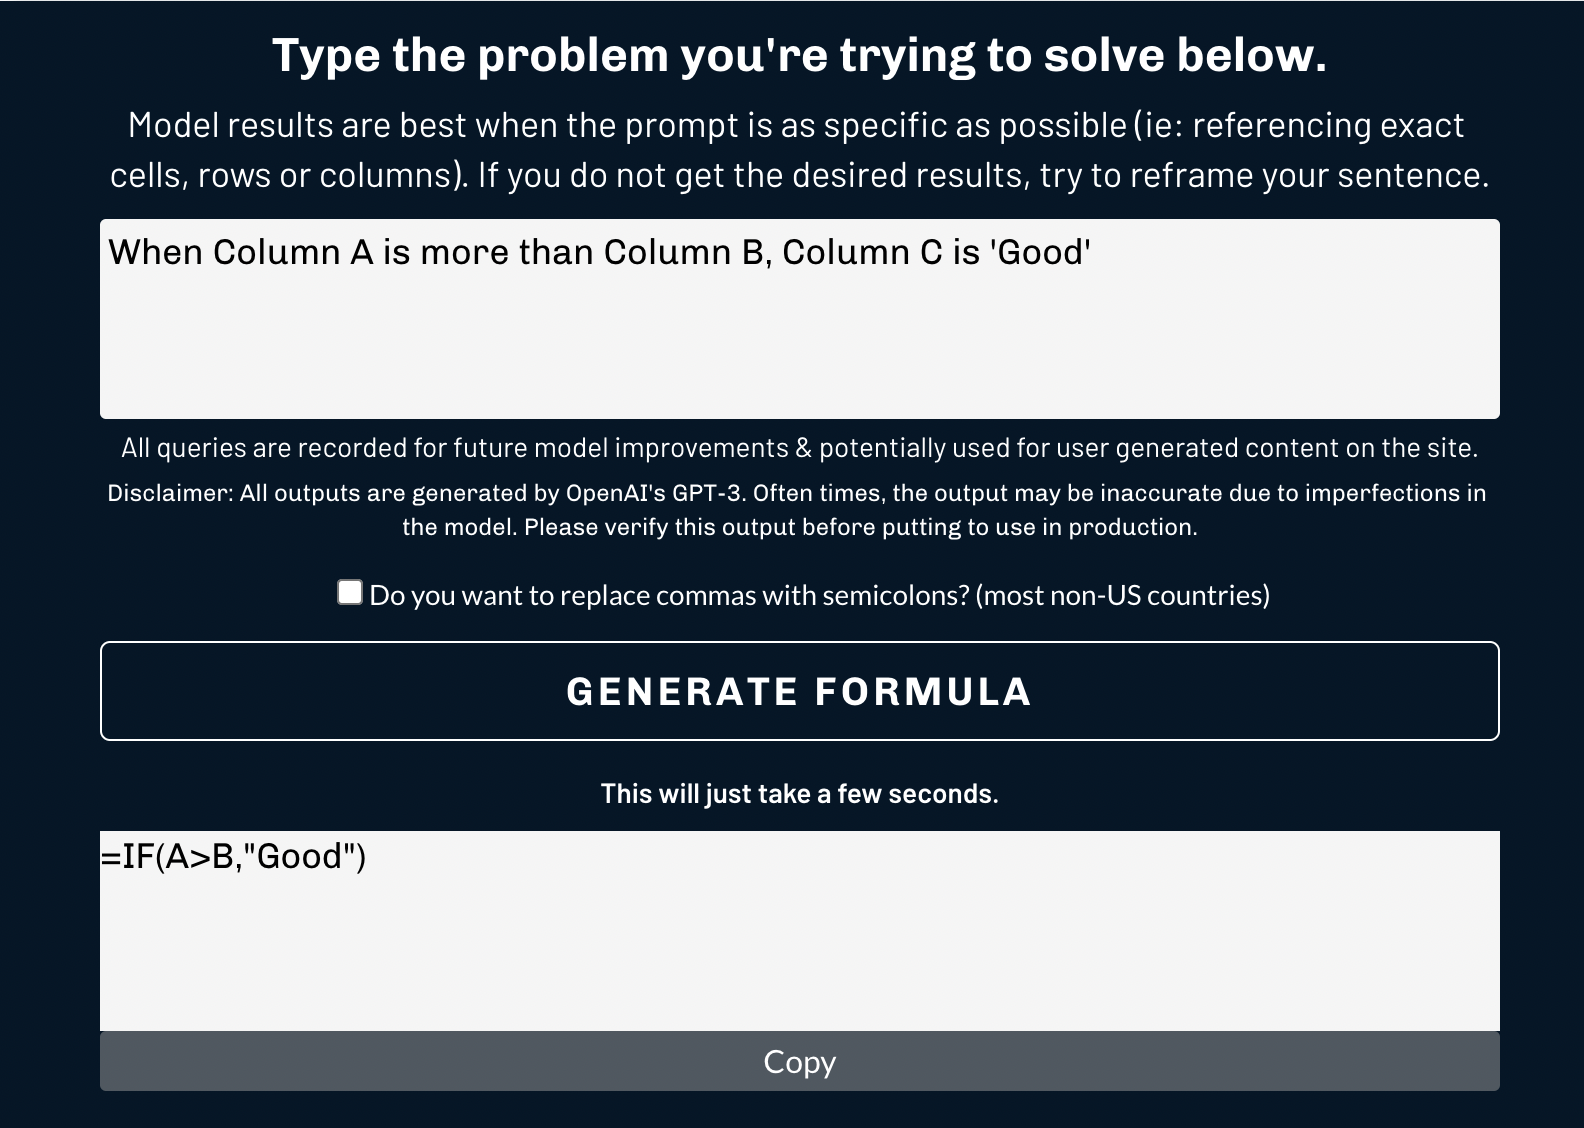 Type the problem you're trying to solve below.
Model results are best when the prompt is as specific as possible (ie: referencing exact
cells, rows or columns). If you do not get the desired results, try to reframe your sentence.
When Column A is more than Column B, Column C is 'Good'
All queries are recorded for future model improvements & potentially used for user generated content on the site.
Disclaimer: All outputs are generated by OpenAI's GPT-3. Often times, the output may be inaccurate due to imperfections in
the model. Please verify this output before putting to use in production.
Do you want to replace commas with semicolons? (most non-US countries)
GENERATE FORMULA
This will just take a few seconds.
=IF(A>B,"Good")
Copy